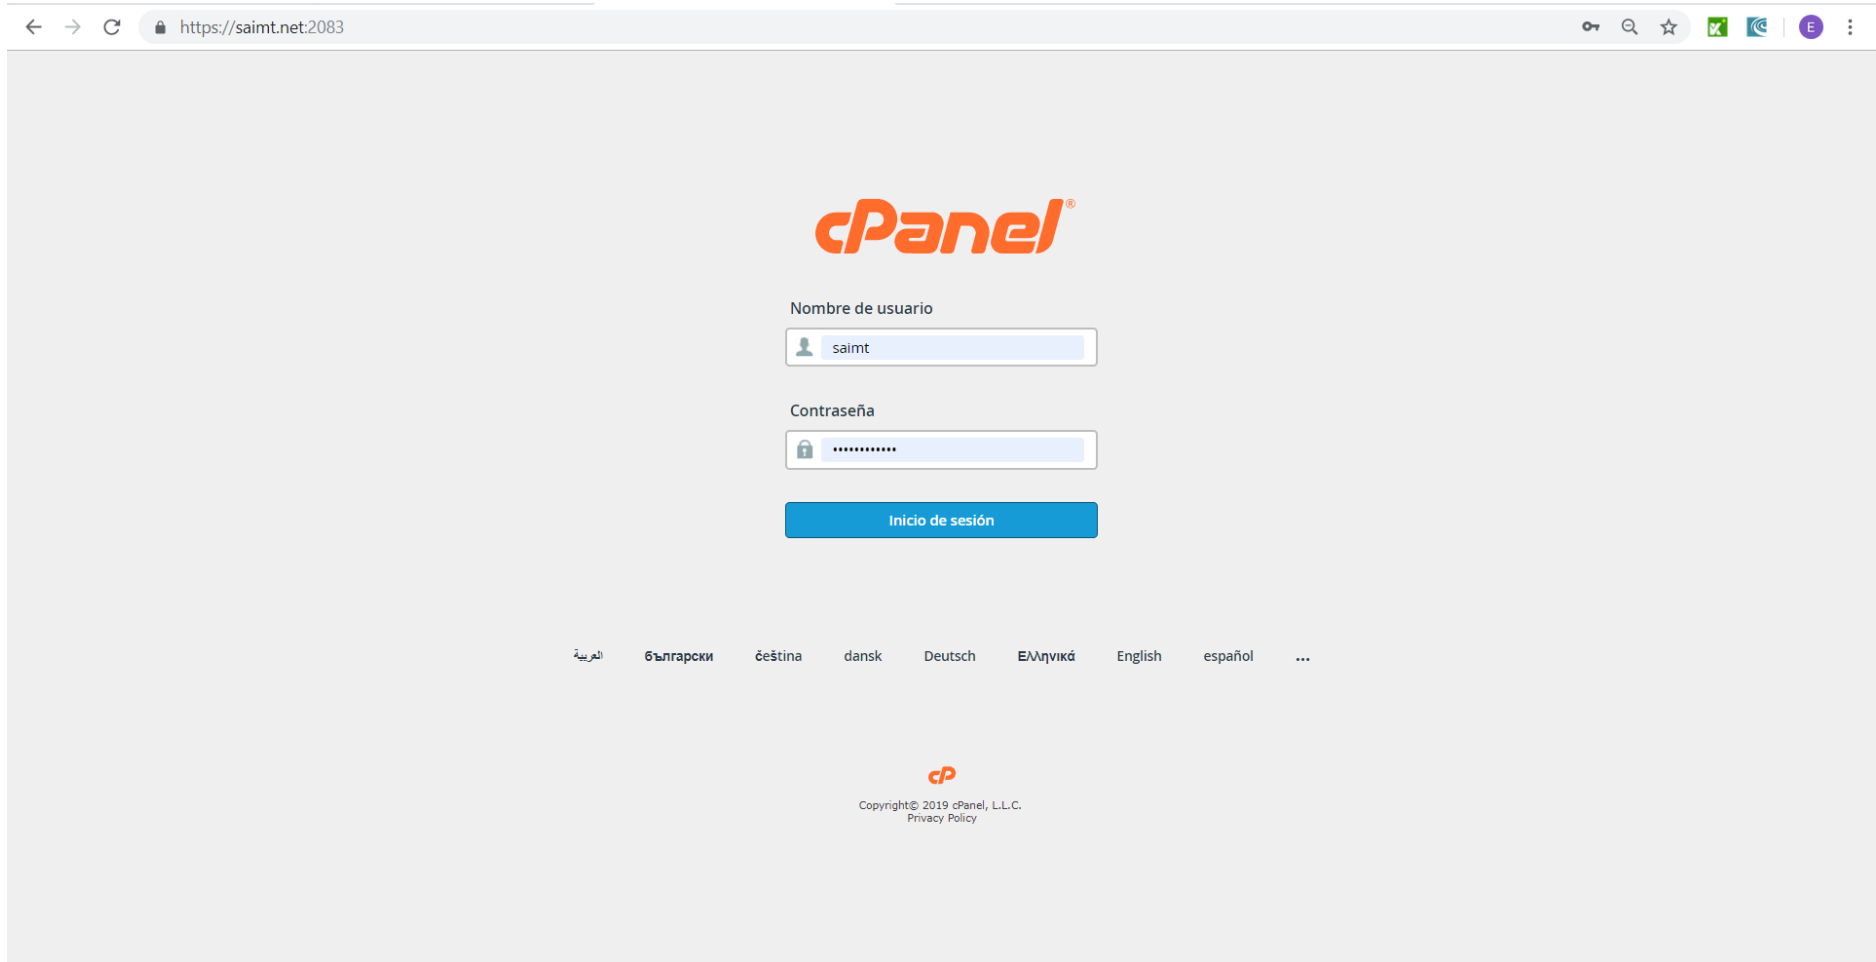 https://saimt.net:2083
E
cPanel®
Nombre de usuario
saimt
Contraseña
••••••••••••
Inicio de sesión
العربية български čeština dansk Deutsch Ελληνικά English español ...
cP
Copyright© 2019 cPanel, L.L.C.
Privacy Policy